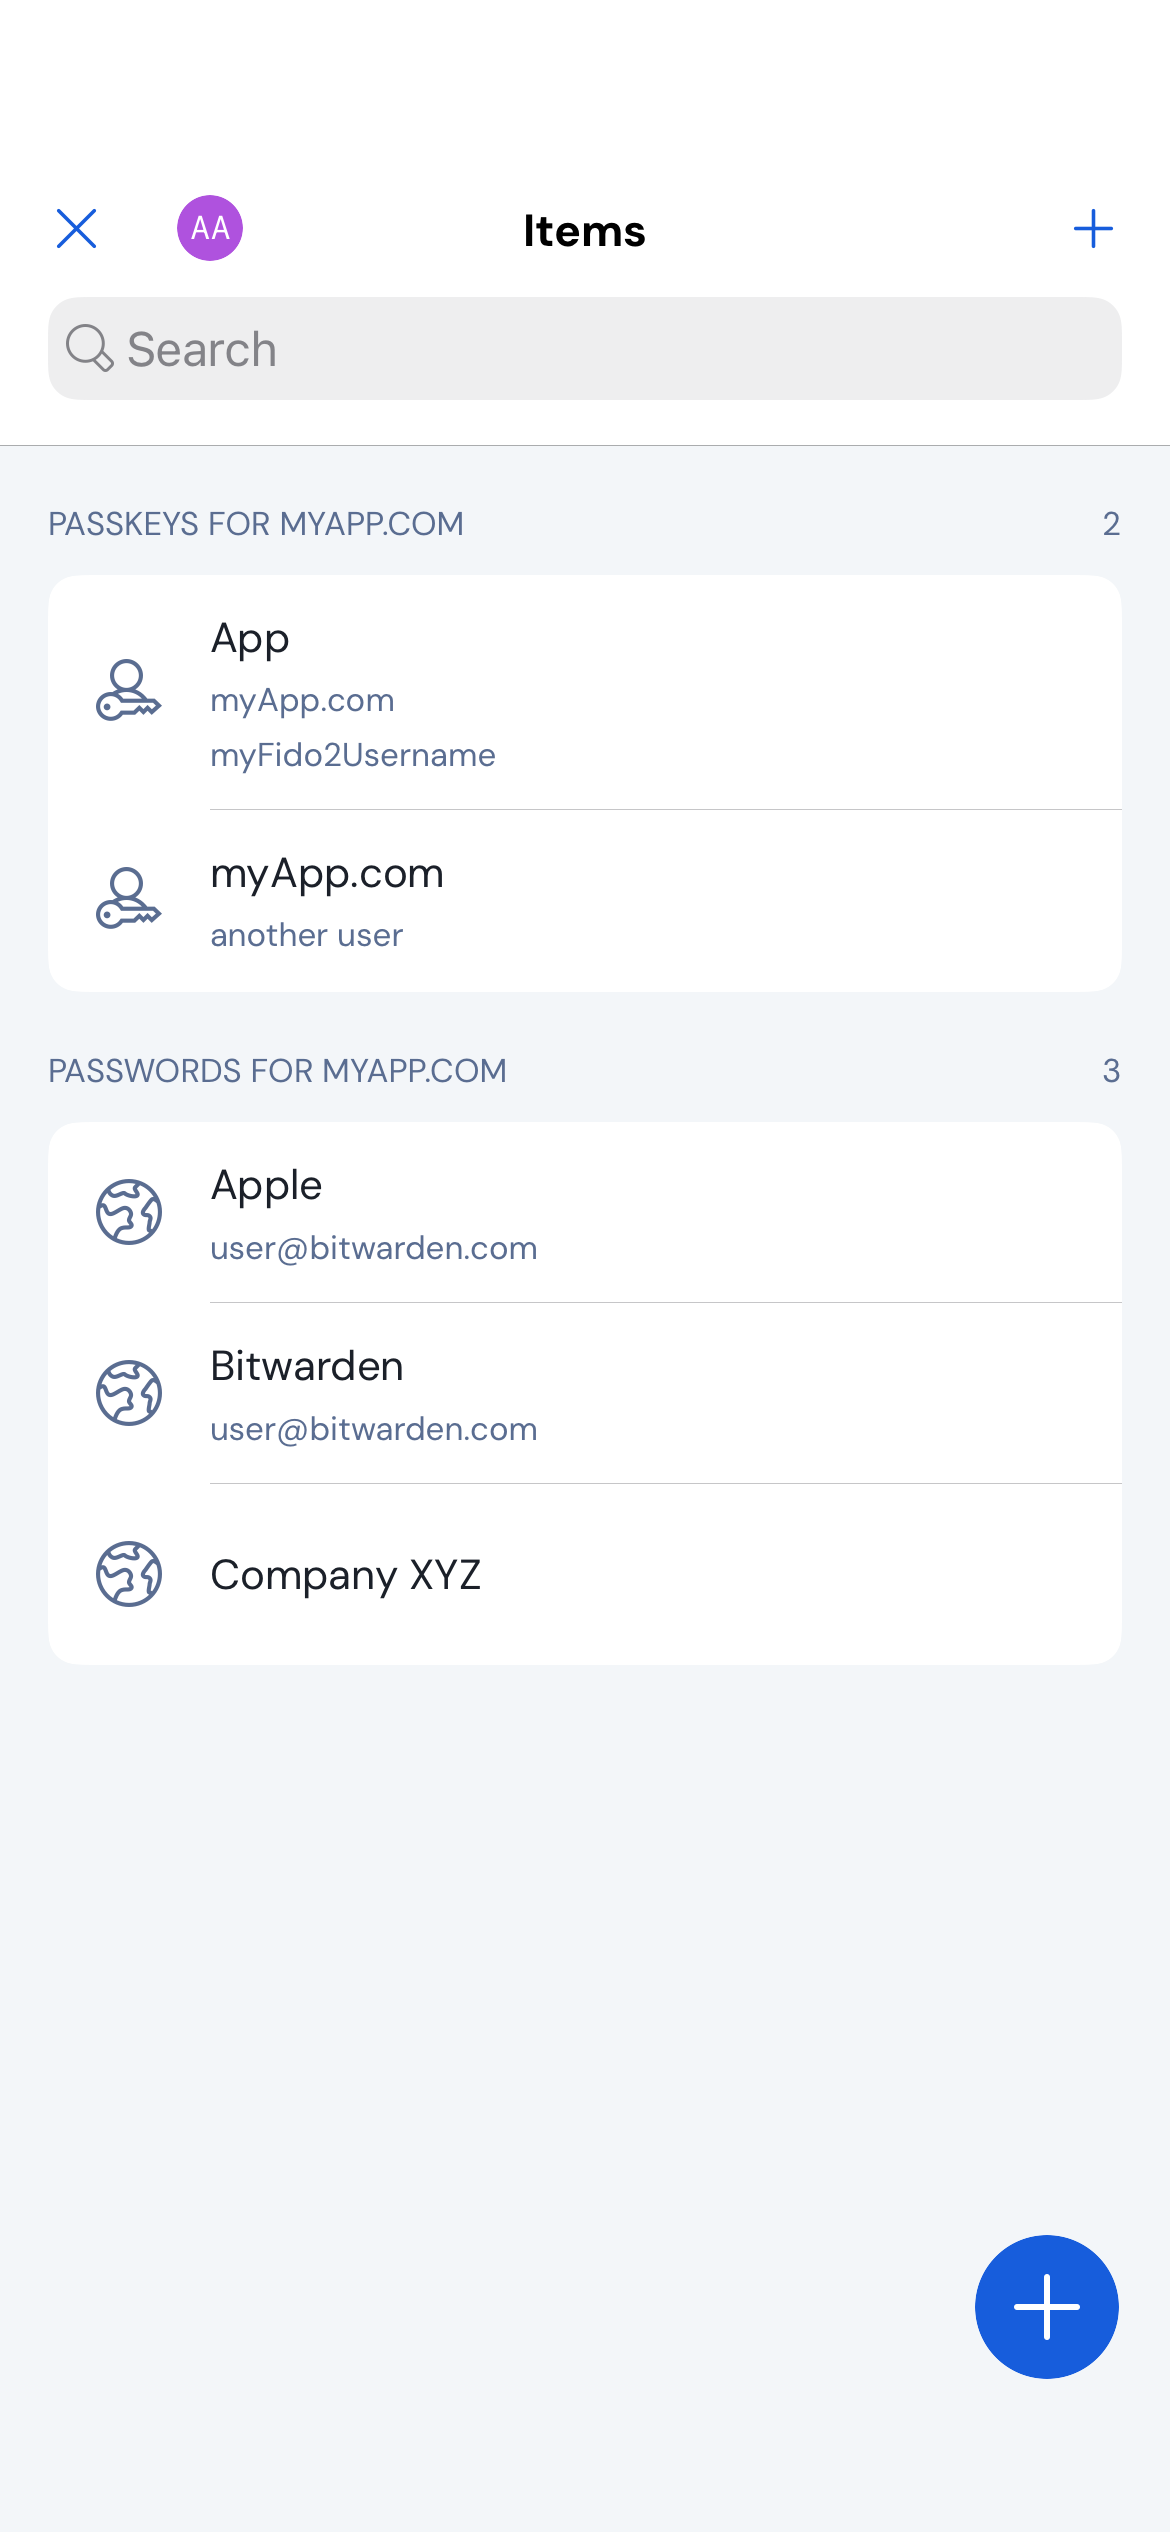 AA
Items
Search
PASSKEYS FOR MYAPP.COM 2
App
myApp.com
myFido2Username
myApp.com
another user
PASSWORDS FOR MYAPP.COM 3
Apple
user@bitwarden.com
Bitwarden
user@bitwarden.com
Company XYZ